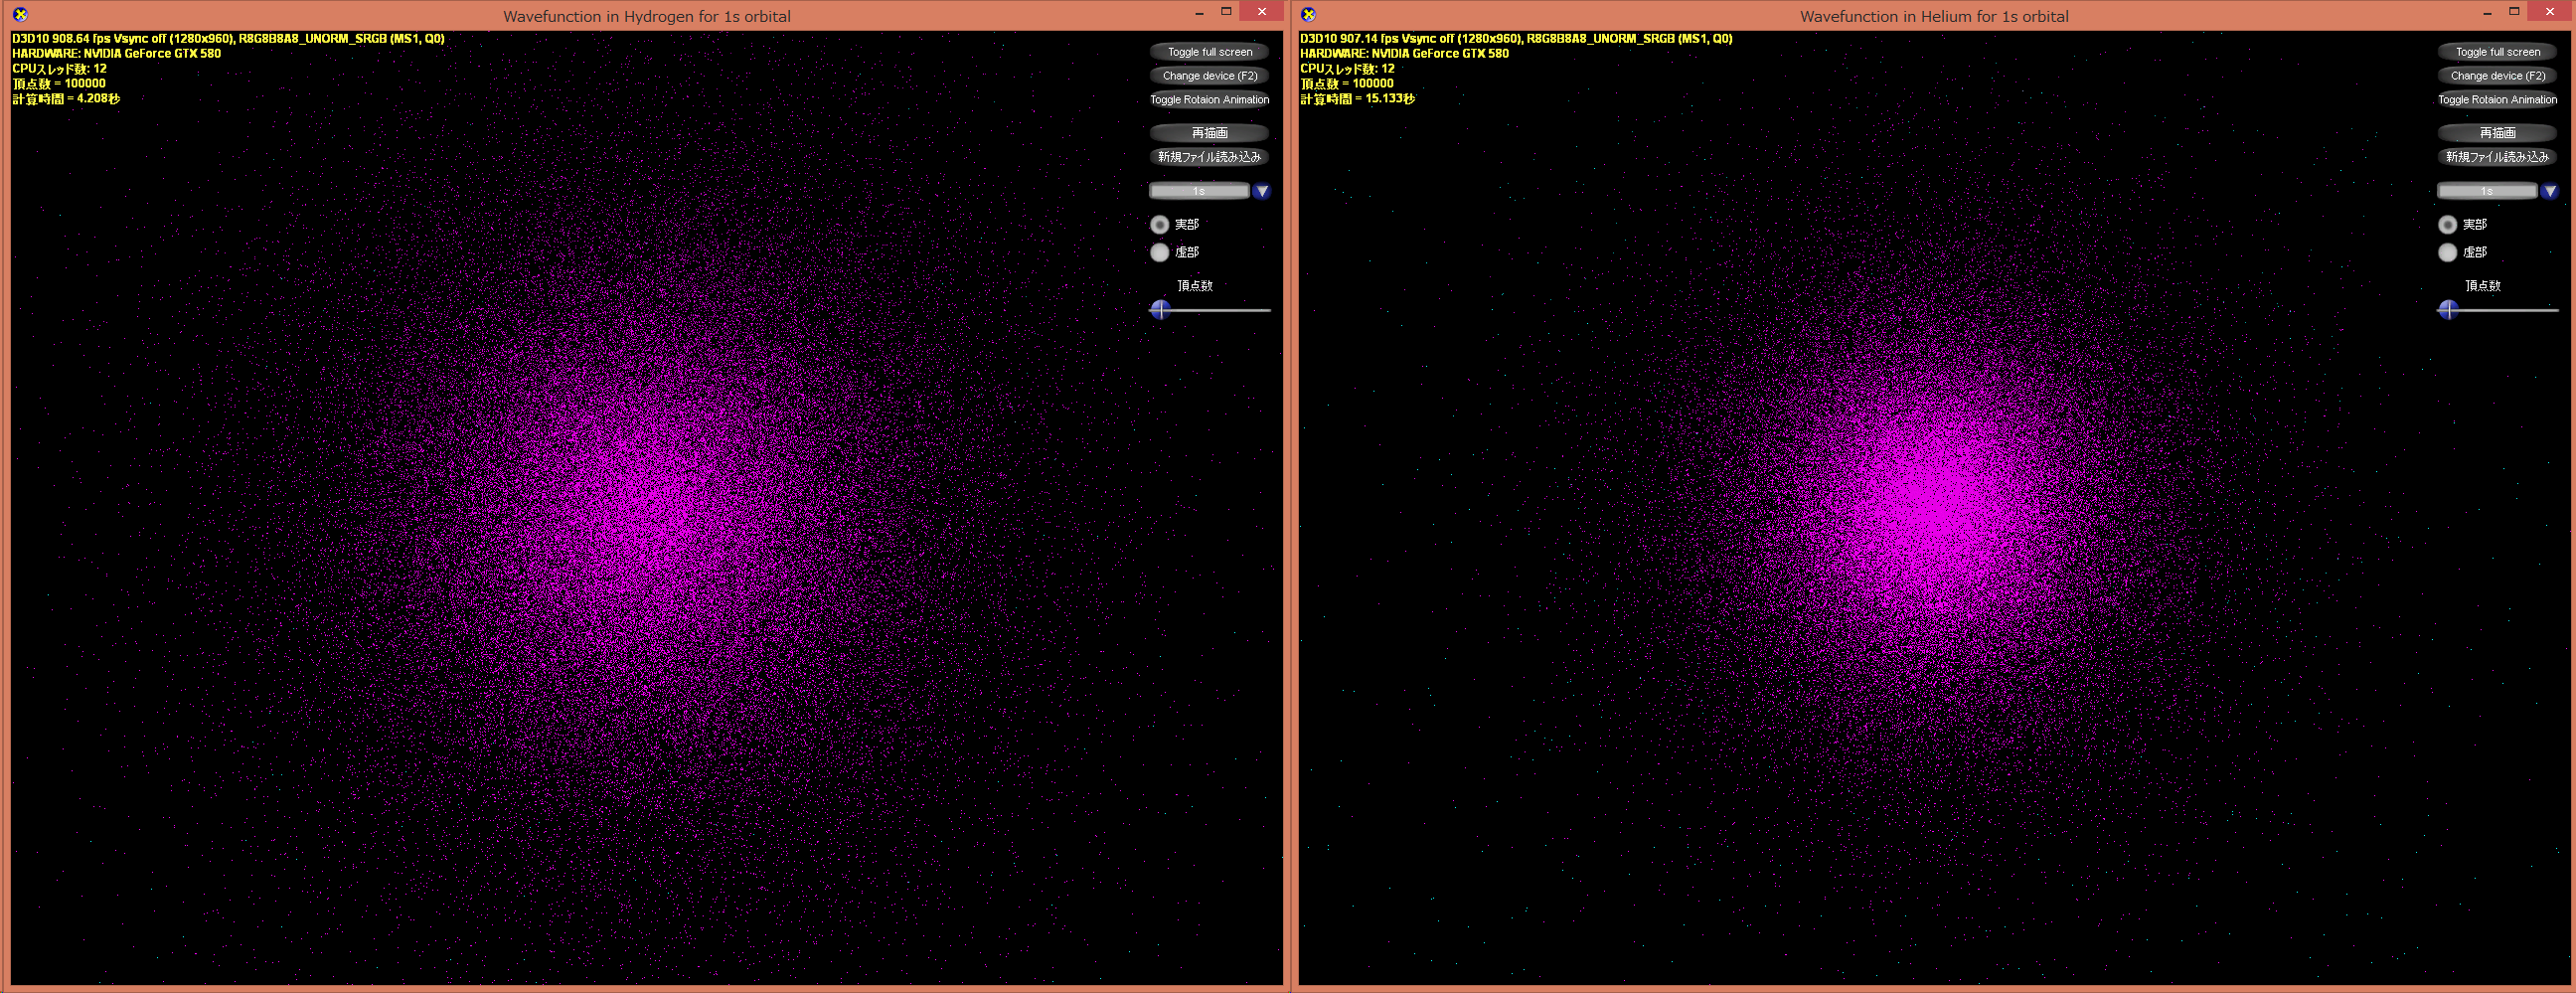 Wavefunction in Hydrogen for 1s orbital
D3D10 908.64 fps Vsync off (1280x960), R8G8B8A8_UNORM_SRGB (MS1, Q0)
HARDWARE: NVIDIA GeForce GTX 580
CPUスレッド数: 12
頂点数 = 100000
計算時間 = 4.208秒
Toggle full screen
Change device (F2)
Toggle Rotaion Animation
再描画
新規ファイル読み込み
1s
実部
虚部
頂点数
Wavefunction in Helium for 1s orbital
D3D10 907.14 fps Vsync off (1280x960), R8G8B8A8_UNORM_SRGB (MS1, Q0)
HARDWARE: NVIDIA GeForce GTX 580
CPUスレッド数: 12
頂点数 = 100000
計算時間 = 15.133秒
Toggle full screen
Change device (F2)
Toggle Rotaion Animation
再描画
新規ファイル読み込み
1s
実部
虚部
頂点数